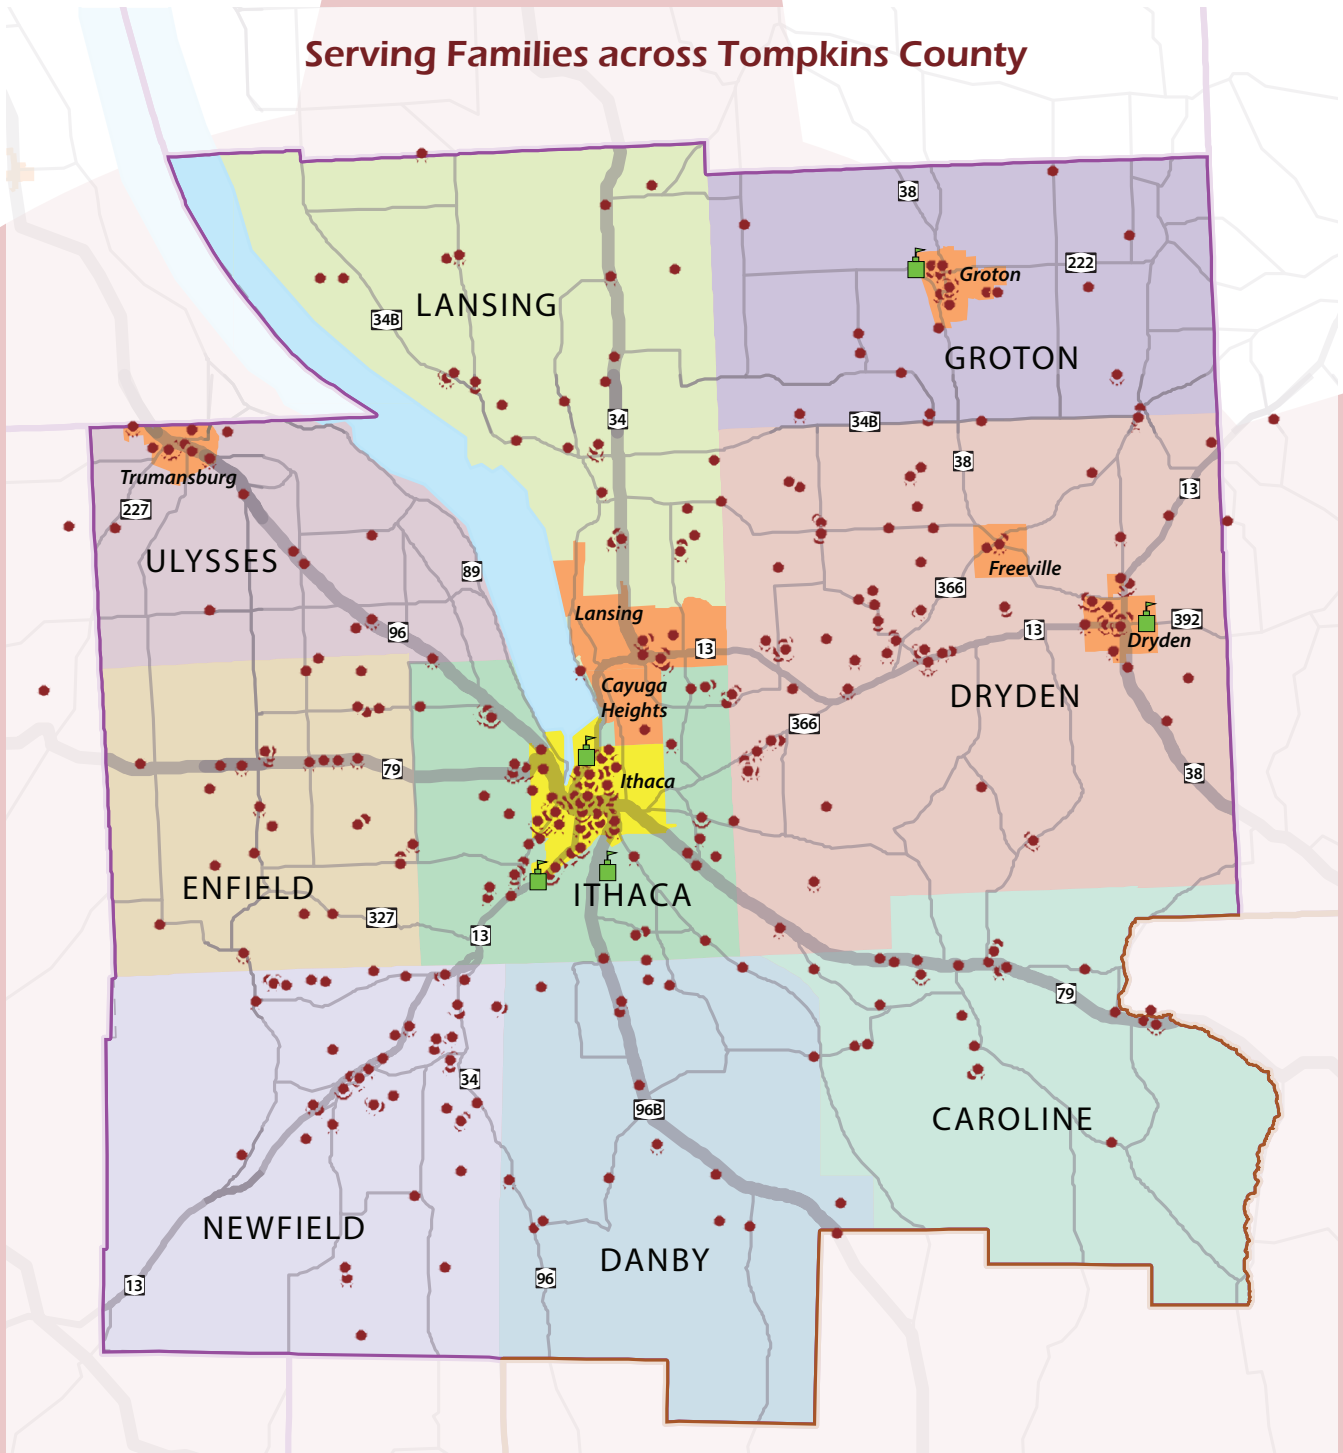 Serving Families across Tompkins County
38
222
Groton
34B
LANSING
GROTON
34
34B
38
Trumansburg
13
227
ULYSSES
89
Freeville
366
Lansing
392
96
13
Dryden
13
Cayuga
Heights
DRYDEN
366
79
Ithaca
38
ENFIELD
ITHACA
327
13
79
34
96B
CAROLINE
NEWFIELD
DANBY
96
13